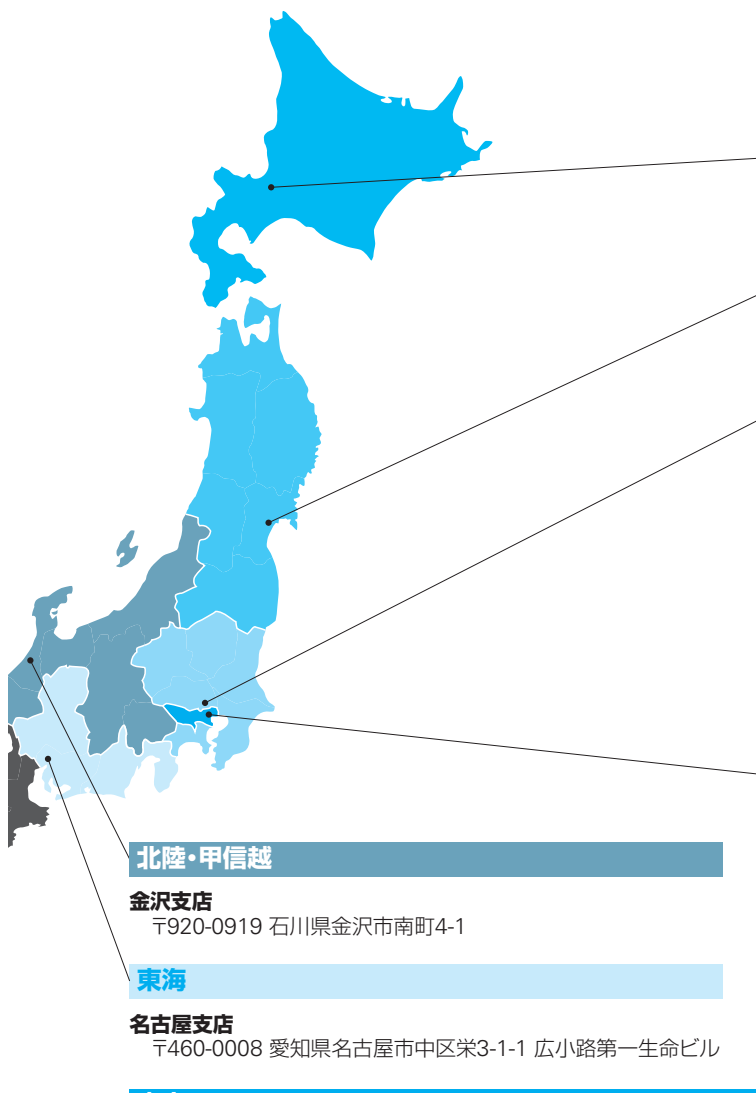 北陸・甲信越
金沢支店
〒920-0919 石川県金沢市南町4-1
東海
名古屋支店
〒460-0008 愛知県名古屋市中区栄3-1-1 広小路第一生命ビル